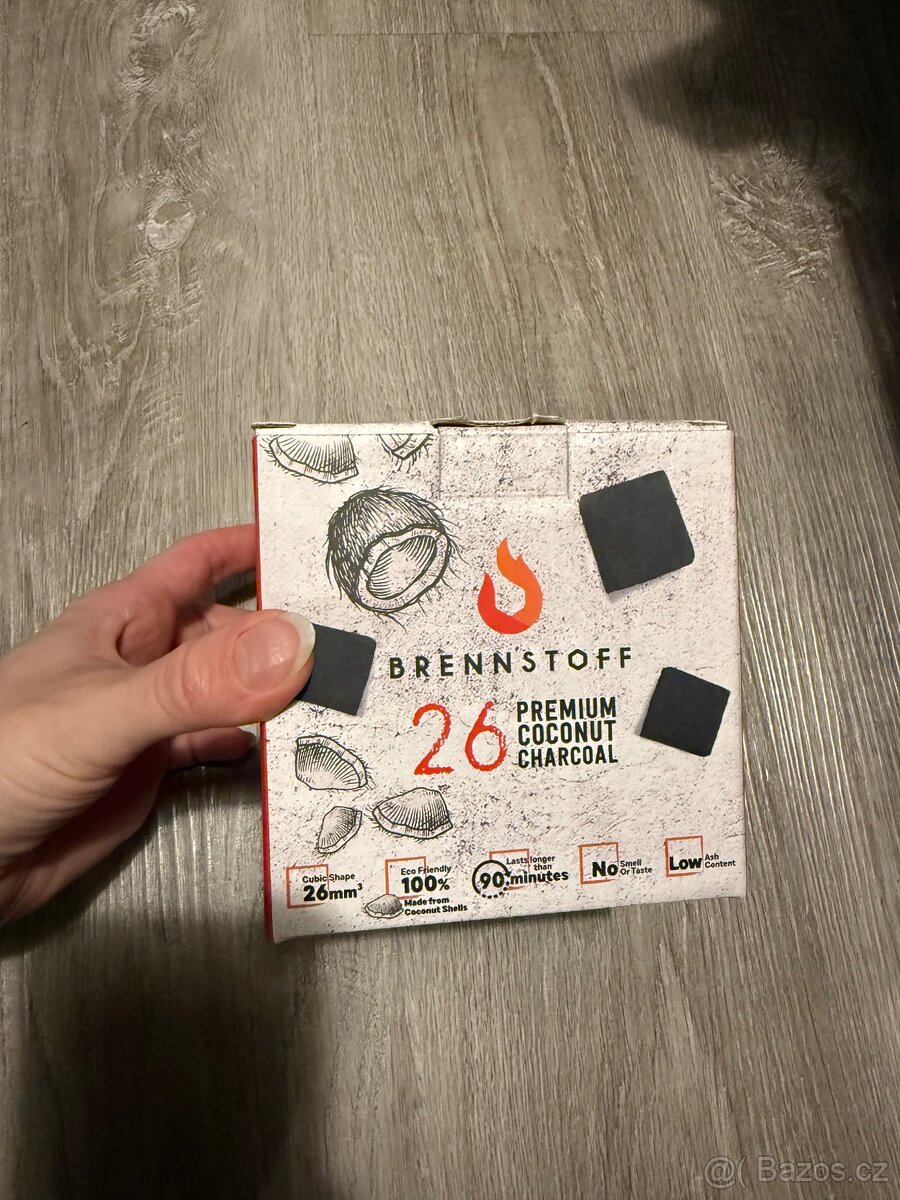 BRENNSTOFF
26 PREMIUM
COCONUT
CHARCOAL
Cubic Shape
26mm³
Eco Friendly
100%
Made from
Coconut Shells
Lasts longer
than
90 minutes
No Smell
Or Taste
Low Ash
Content
@( Bazos.cz